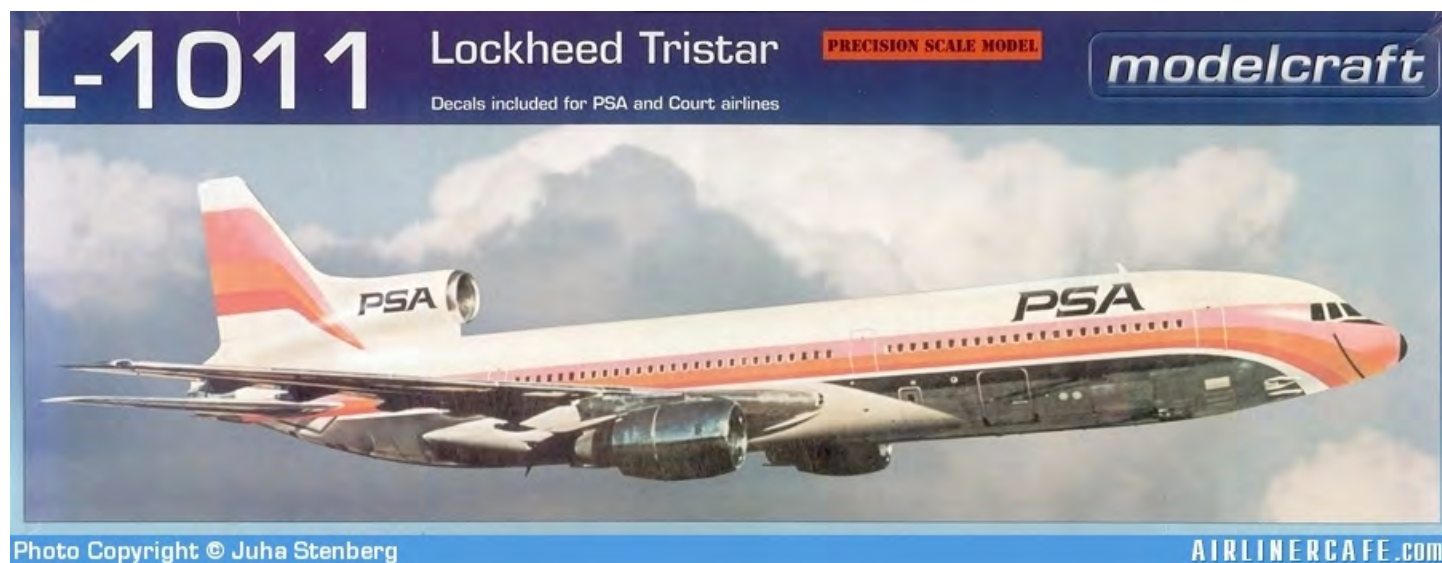 L-1011
Lockheed Tristar
Decals included for PSA and Court airlines
PRECISION SCALE MODEL
modelcraft
PSA
PSA
Photo Copyright © Juha Stenberg
AIRLINERCAFE.com